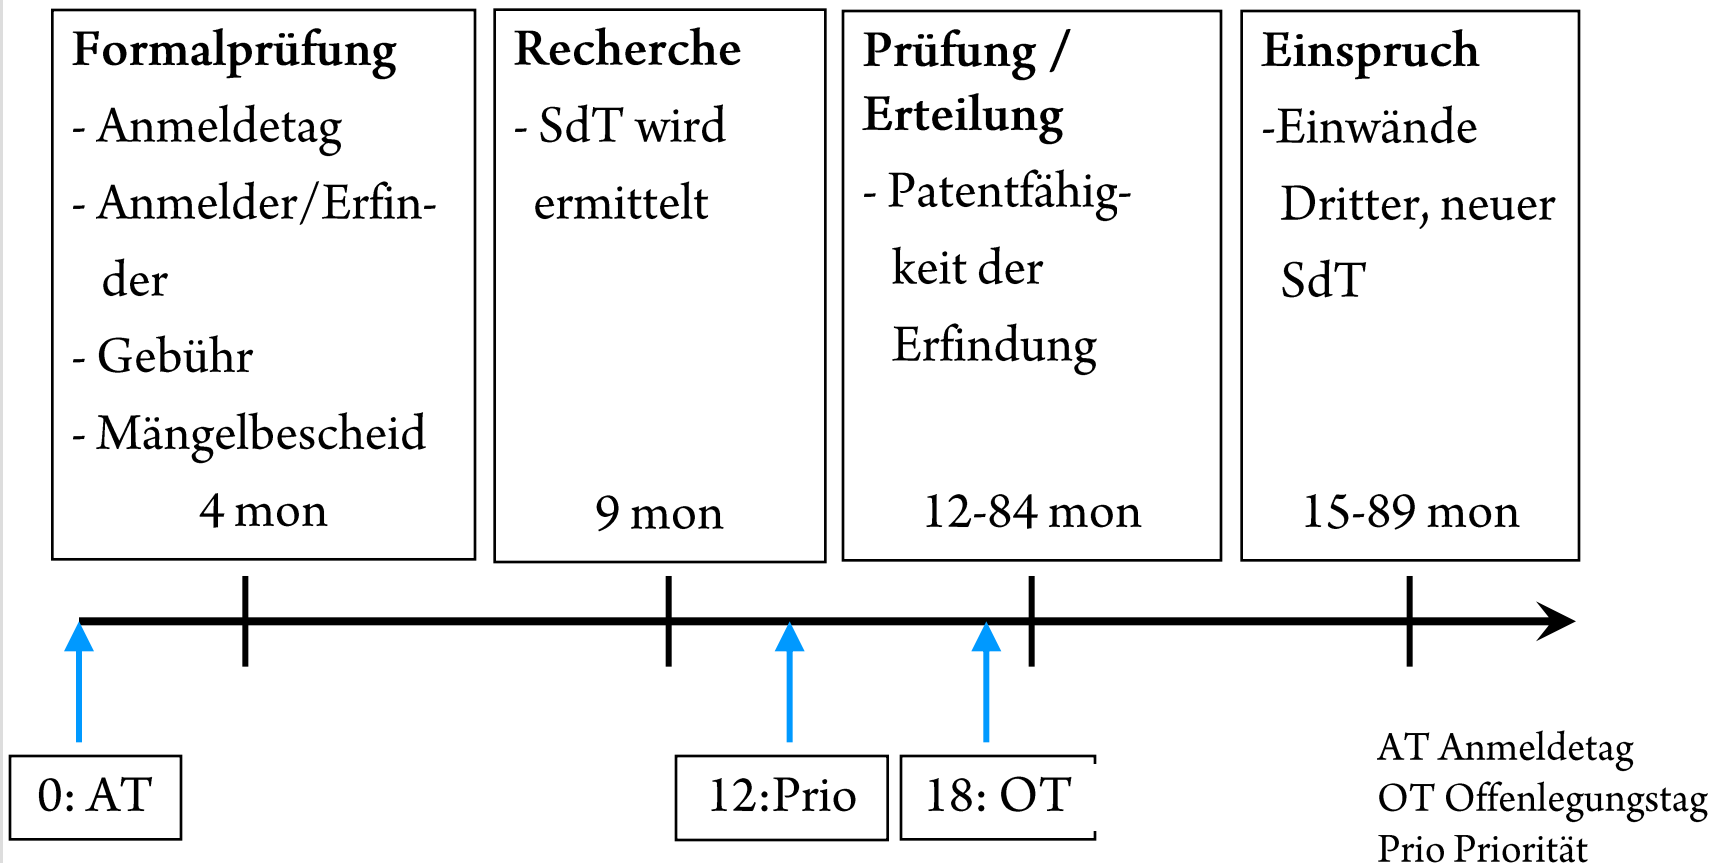 Formalprüfung
- Anmeldetag
- Anmelder/Erfin-
der
- Gebühr
- Mängelbescheid
4 mon
Recherche
- SdT wird
ermittelt
9 mon
Prüfung /
Erteilung
- Patentfähig-
keit der
Erfindung
12-84 mon
Einspruch
-Einwände
Dritter, neuer
SdT
15-89 mon
0: AT
12:Prio
18: OT
AT Anmeldetag
OT Offenlegungstag
Prio Priorität